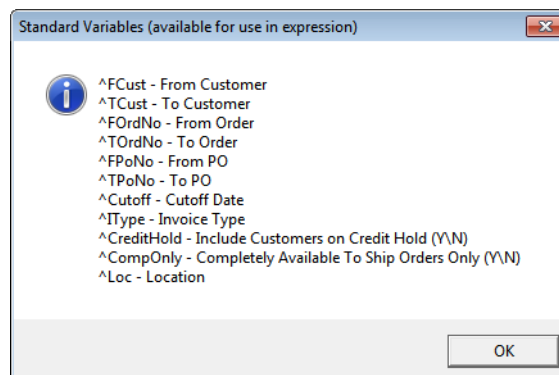 Standard Variables (available for use in expression)
^FCust - From Customer
^TCust - To Customer
^FOrdNo - From Order
^TOrdNo - To Order
^FPoNo - From PO
^TPoNo - To PO
^Cutoff - Cutoff Date
^IType - Invoice Type
^CreditHold - Include Customers on Credit Hold (Y\N)
^CompOnly - Completely Available To Ship Orders Only (Y\N)
^Loc - Location
OK